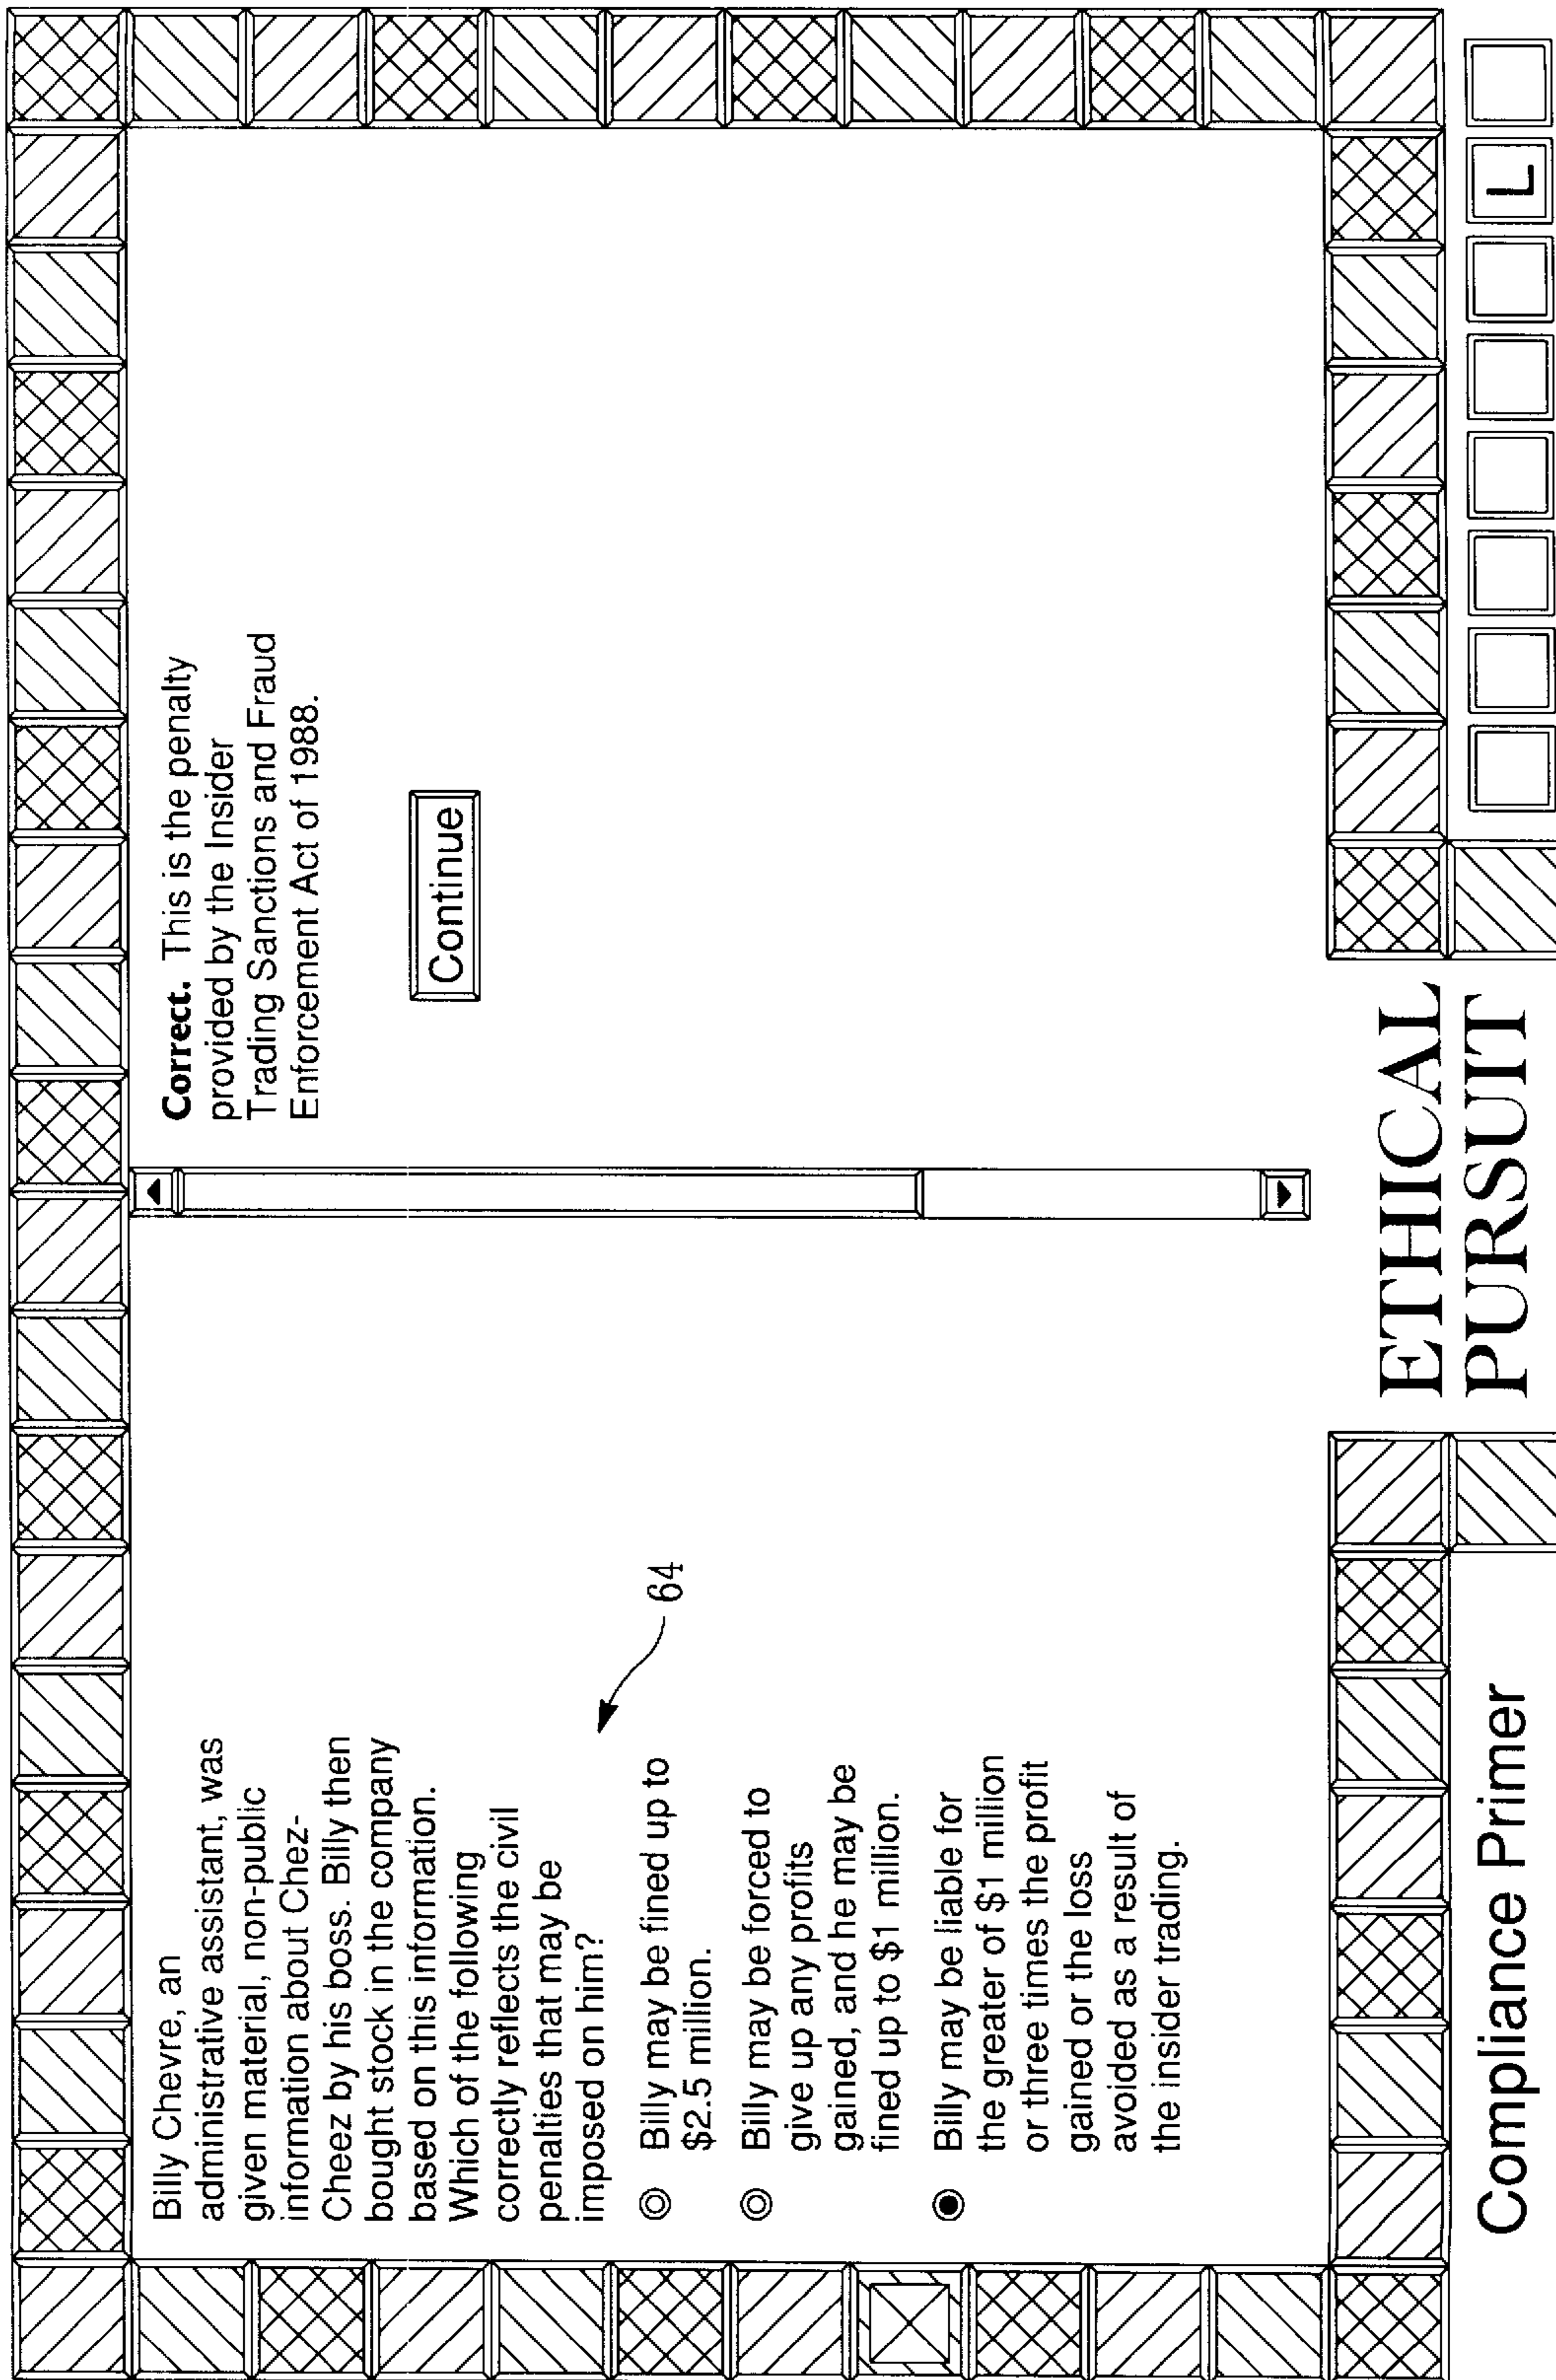 Billy Chevre, an
administrative assistant, was
given material, non-public
information about Chez-
Cheez by his boss. Billy then
bought stock in the company
based on this information.
Which of the following
correctly reflects the civil
penalties that may be
imposed on him?
64
Billy may be fined up to
$2.5 million.
Billy may be forced to
give up any profits
gained, and he may be
fined up to $1 million.
Billy may be liable for
the greater of $1 million
or three times the profit
gained or the loss
avoided as a result of
the insider trading.
Correct. This is the penalty
provided by the Insider
Trading Sanctions and Fraud
Enforcement Act of 1988.
Continue
Compliance Primer
ETHICAL
PURSUIT
L